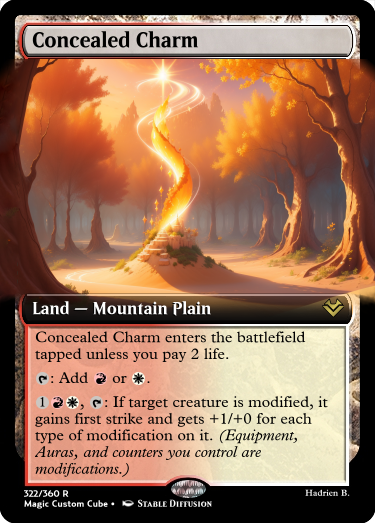 Concealed Charm
Land — Mountain Plain
Concealed Charm enters the battlefield
tapped unless you pay 2 life.
: Add or .
1 , : If target creature is modified, it
gains first strike and gets +1/+0 for each
type of modification on it. (Equipment,
Auras, and counters you control are
modifications.)
322/360 R
Hadrien B.
Magic Custom Cube • Stable Diffusion